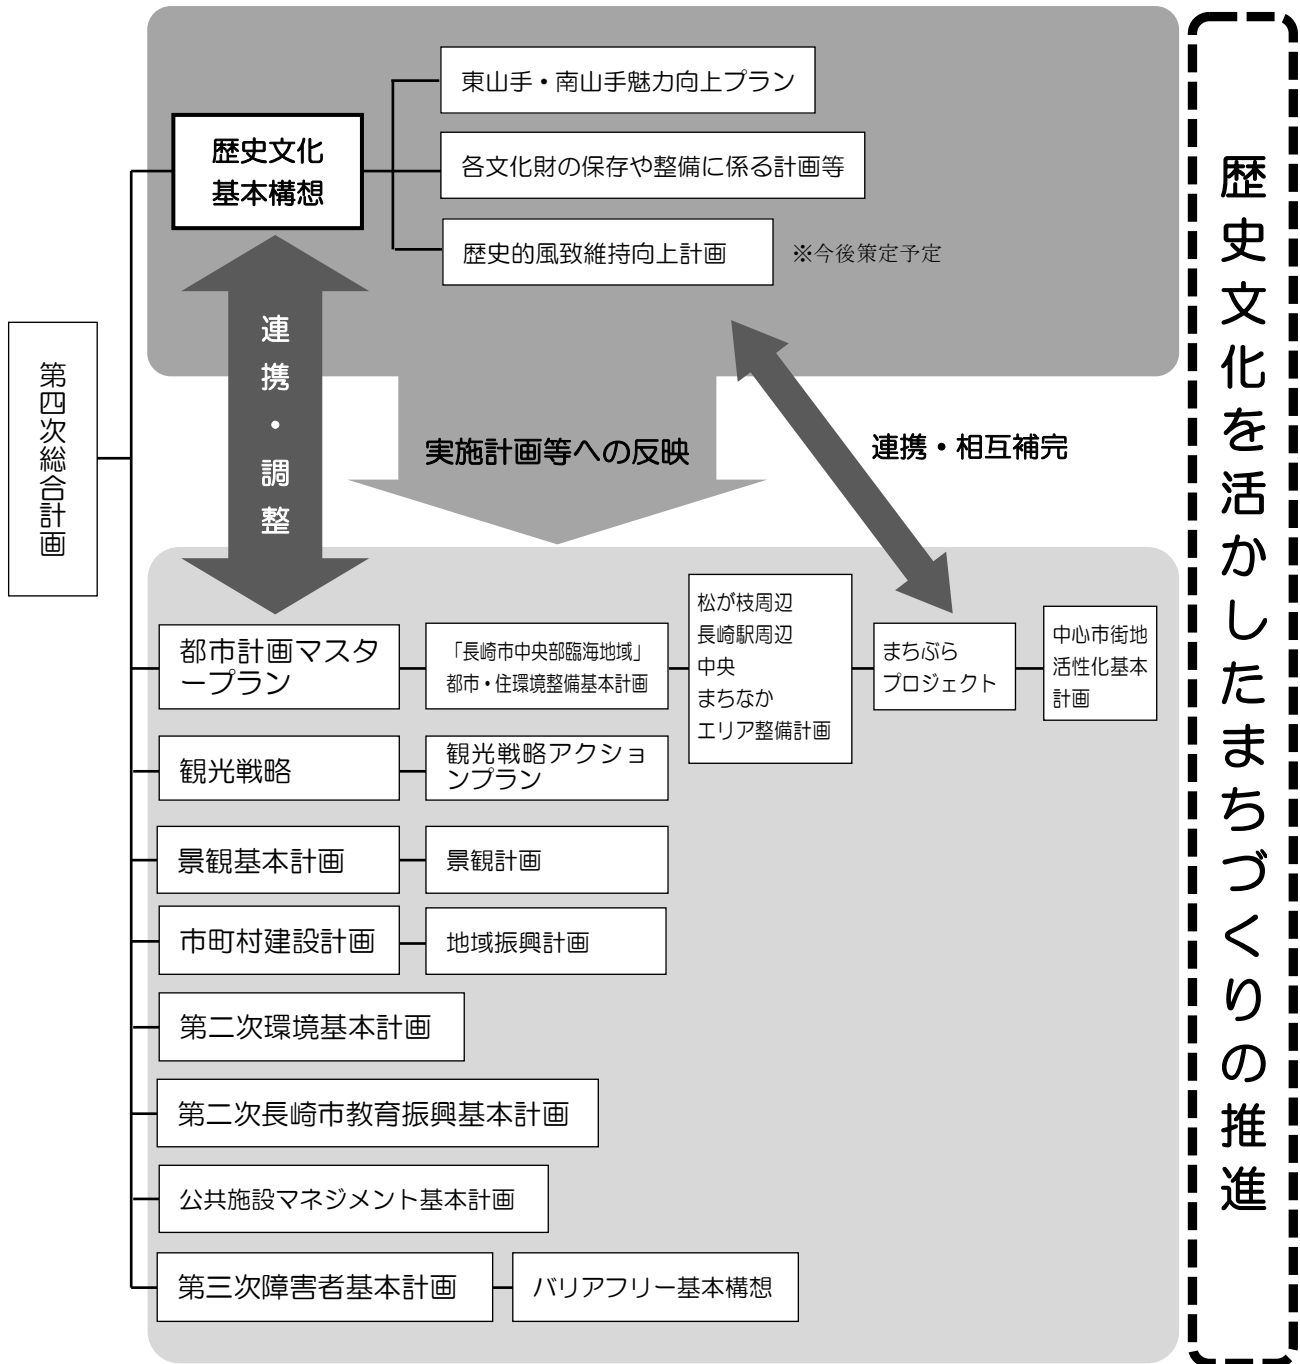 第四次総合計画
歴史文化
基本構想
東山手・南山手魅力向上プラン
各文化財の保存や整備に係る計画等
歴史的風致維持向上計画
※今後策定予定
連携・調整
実施計画等への反映
連携・相互補完
都市計画マスタ
ープラン
「長崎市中央部臨海地域」
都市・住環境整備基本計画
松が枝周辺
長崎駅周辺
中央
まちなか
エリア整備計画
まちぶら
プロジェクト
中心市街地
活性化基本
計画
観光戦略
観光戦略アクショ
ンプラン
景観基本計画
景観計画
市町村建設計画
地域振興計画
第二次環境基本計画
第二次長崎市教育振興基本計画
公共施設マネジメント基本計画
第三次障害者基本計画
バリアフリー基本構想
歴史文化を活かしたまちづくりの推進